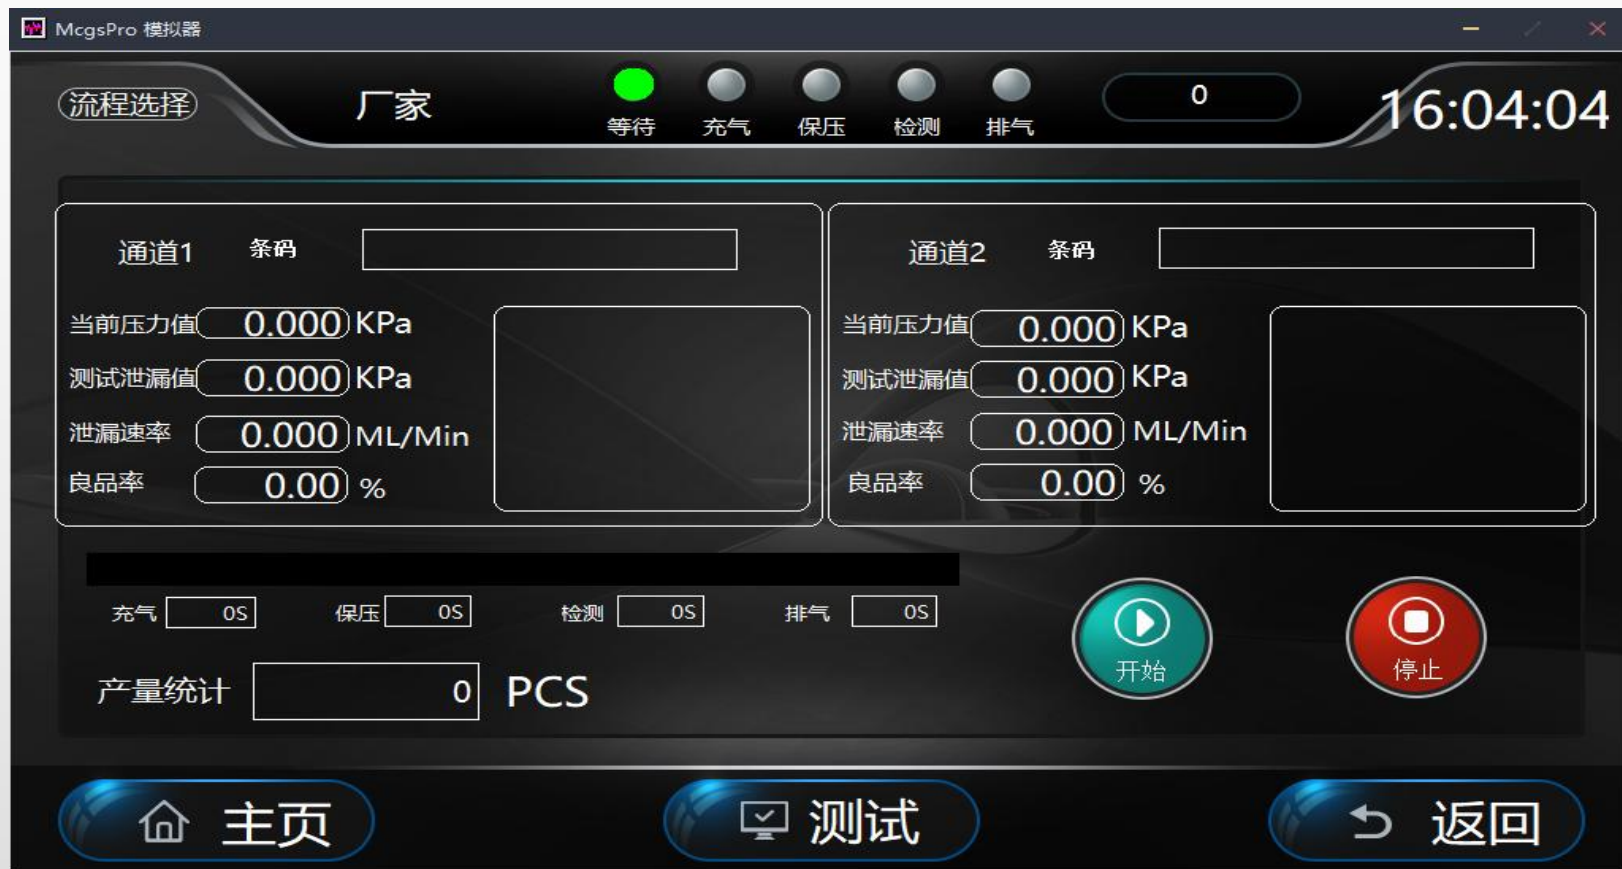 McgsPro 模拟器
流程选择 厂家 等待 充气 保压 检测 排气 0 16:04:04
通道1 条码
当前压力值 0.000 KPa
测试泄漏值 0.000 KPa
泄漏速率 0.000 ML/Min
良品率 0.00 %
通道2 条码
当前压力值 0.000 KPa
测试泄漏值 0.000 KPa
泄漏速率 0.000 ML/Min
良品率 0.00 %
充气 0S 保压 0S 检测 0S 排气 0S
开始 停止
产量统计 0 PCS
主页 测试 返回